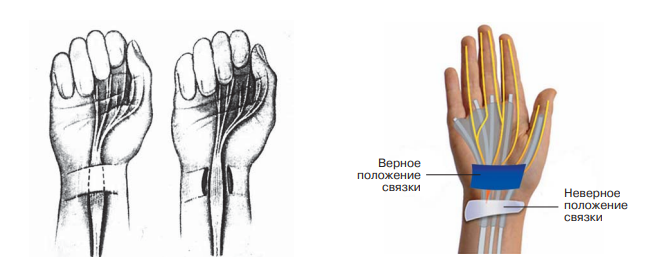 Верное
положение
связки
Неверное
положение
связки